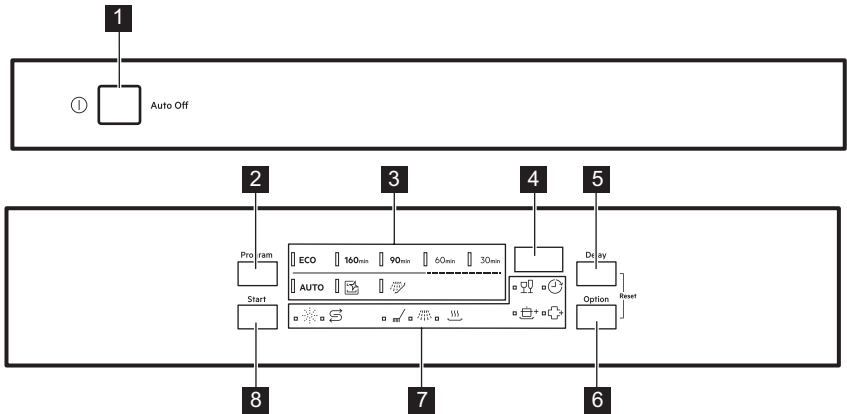 1
Auto Off
2 3 4 5
Program Delay
ECO 160min 90min 60min 30min
AUTO
Start Option Reset
8 7 6